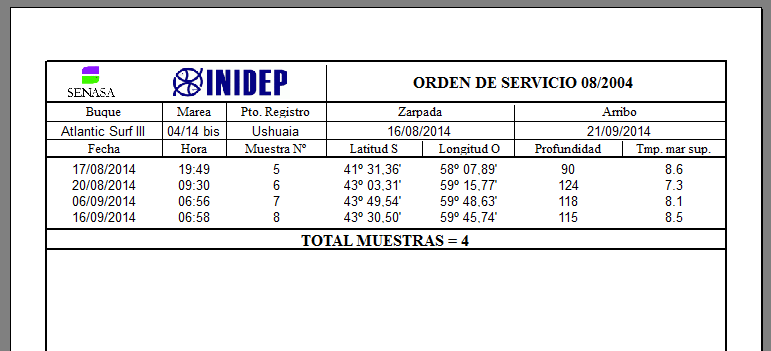 SENASA INIDEP ORDEN DE SERVICIO 08/2004
Buque Marea Pto. Registro Zarpada Arribo
Atlantic Surf III 04/14 bis Ushuaia 16/08/2014 21/09/2014
Fecha Hora Muestra Nº Latitud S Longitud O Profundidad Tmp. mar sup.
17/08/2014 19:49 5 41º 31,36' 58º 07,89' 90 8.6
20/08/2014 09:30 6 43º 03,31' 59º 15,77' 124 7.3
06/09/2014 06:56 7 43º 49,54' 59º 48,63' 118 8.1
16/09/2014 06:58 8 43º 30,50' 59º 45,74' 115 8.5
TOTAL MUESTRAS = 4